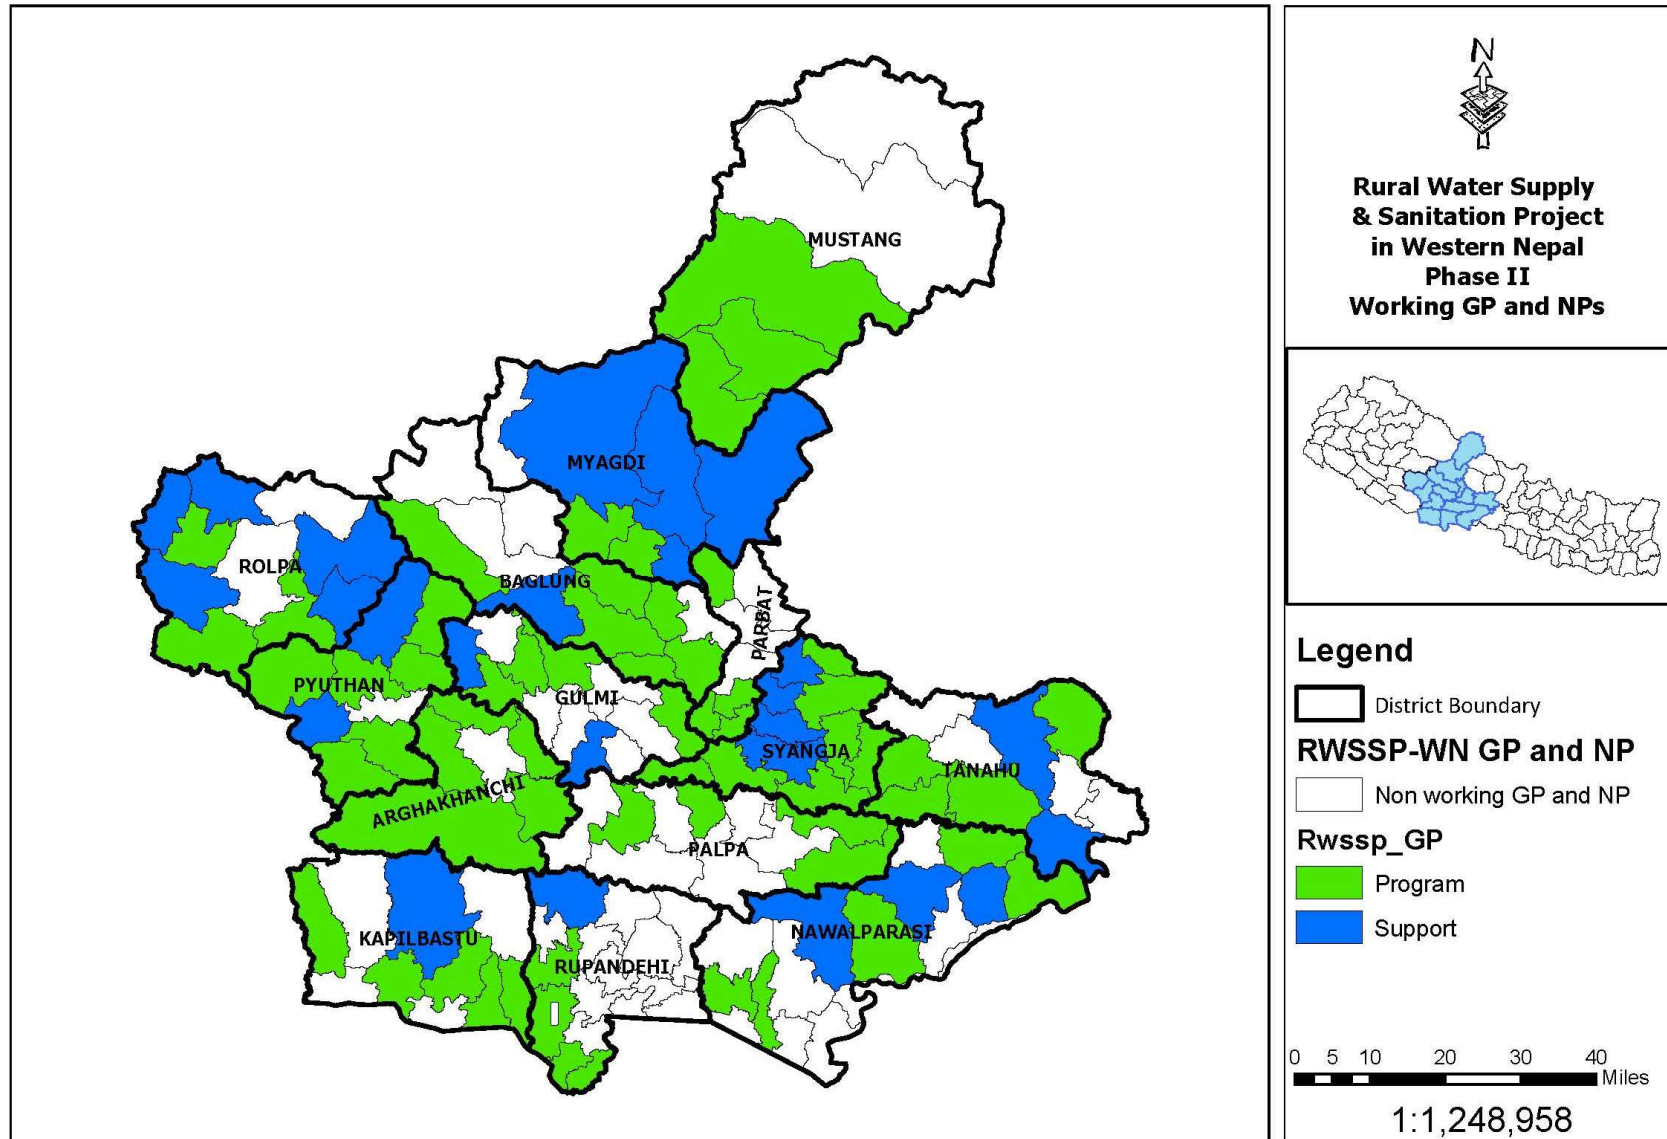 MUSTANG
MYAGDI
ROLPA
BAGLUNG
PARBAT
PYUTHAN
GULMI
SYANGJA
TANAHU
ARGHAKHANCHI
PALPA
KAPILBASTU
NAWALPARASI
RUPANDEHI
N
Rural Water Supply
& Sanitation Project
in Western Nepal
Phase II
Working GP and NPs
Legend
District Boundary
RWSSP-WN GP and NP
Non working GP and NP
Rwssp_GP
Program
Support
0 5 10 20 30 40
Miles
1:1,248,958